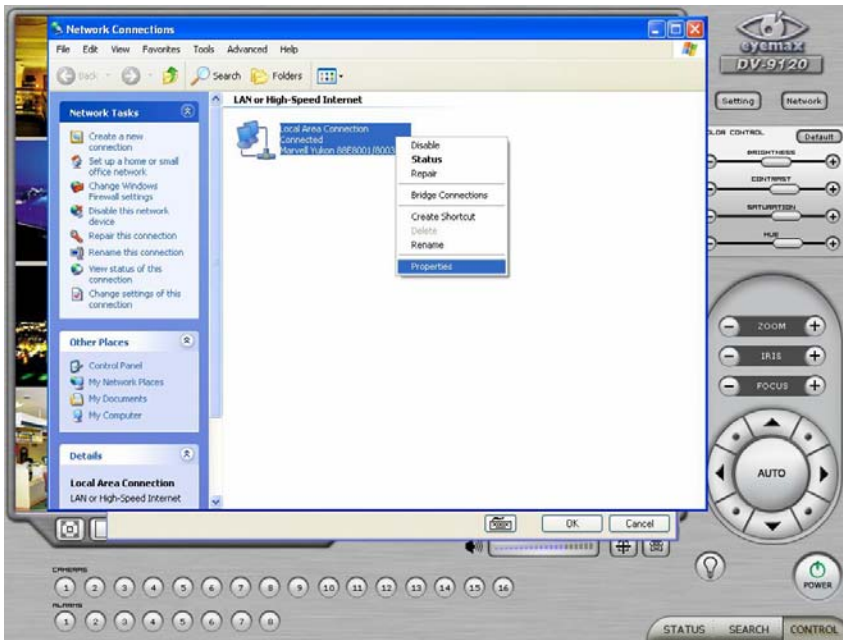 Network Connections
File Edit View Favorites Tools Advanced Help
Back Search Folders
Network Tasks
Create a new
connection
Set up a home or small
office network
Change Windows
Firewall settings
Disable this network
device
Repair this connection
Rename this connection
View status of this
connection
Change settings of this
connection
Other Places
Control Panel
My Network Places
My Documents
My Computer
Details
Local Area Connection
LAN or High-Speed Internet
LAN or High-Speed Internet
Local Area Connection
Connected
Marvell Yukon 88E8001/8003
Disable
Status
Repair
Bridge Connections
Create Shortcut
Delete
Rename
Properties
OK Cancel
eyemax
DV-9120
Setting Network
COLOR CONTROL Default
BRIGHTNESS
CONTRAST
SATURATION
HUE
ZOOM
IRIS
FOCUS
AUTO
POWER
CAMERAS
1 2 3 4 5 6 7 8 9 10 11 12 13 14 15 16
ALARMS
1 2 3 4 5 6 7 8
STATUS SEARCH CONTROL